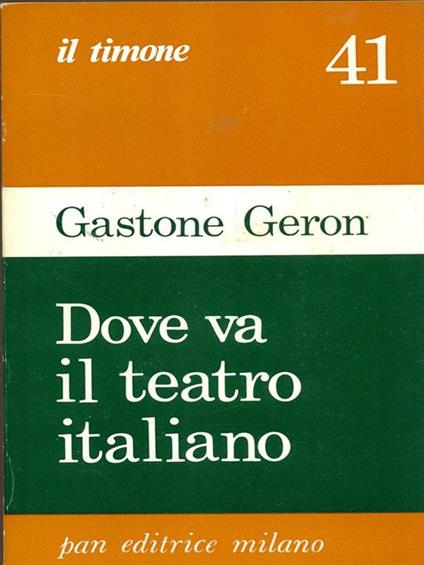 il timone
41
Gastone Geron
Dove va
il teatro
italiano
pan editrice milano